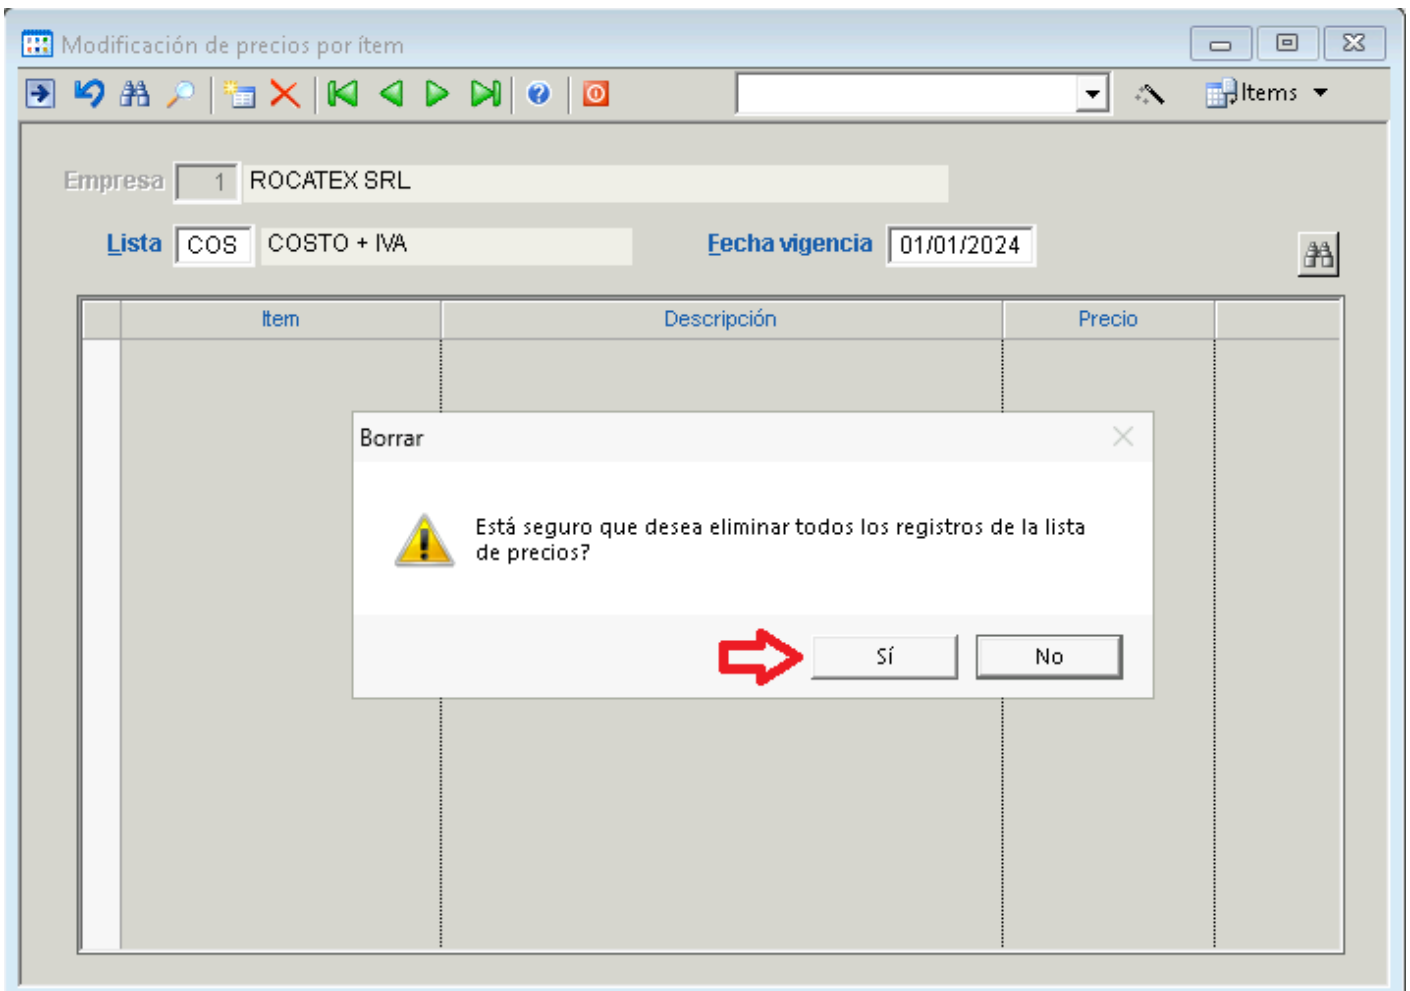 Modificación de precios por ítem
Items
Empresa 1 ROCATEX SRL
Lista COS COSTO + IVA Fecha vigencia 01/01/2024
Item Descripción Precio
Borrar
Está seguro que desea eliminar todos los registros de la lista
de precios?
Sí No